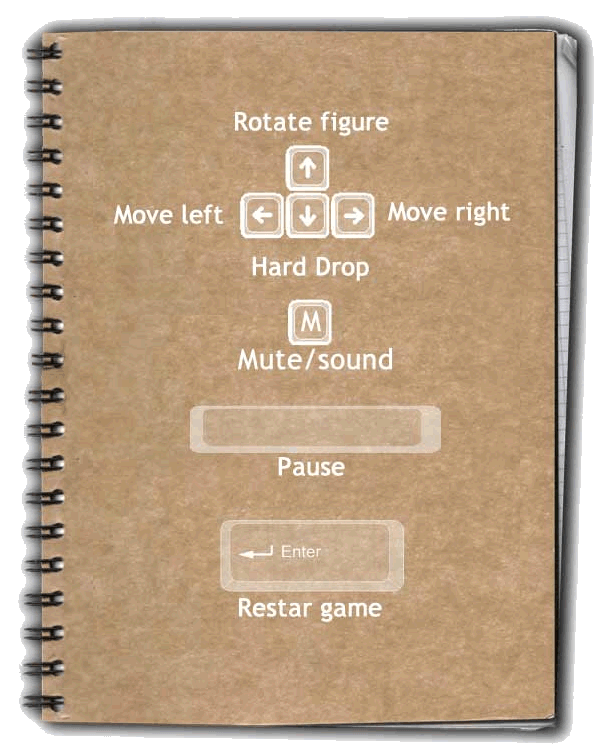 Rotate figure
Move left
Move right
Hard Drop
M
Mute/sound
Pause
Enter
Restar game